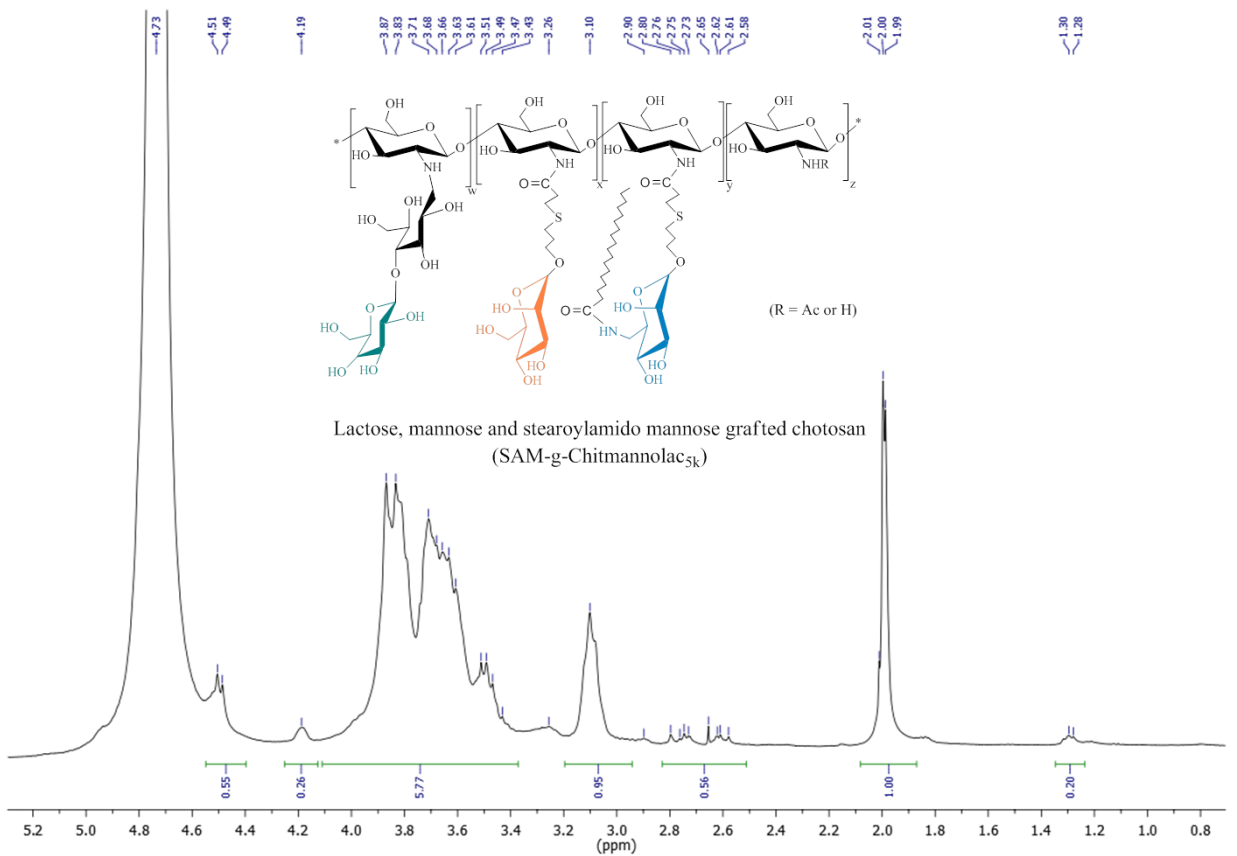 4.73 4.51 4.49 4.19 3.87 3.83 3.71 3.68 3.66 3.63 3.61 3.51 3.49 3.47 3.43 3.26 3.10 2.90 2.80 2.76 2.75 2.73 2.65 2.62 2.61 2.58 2.01 2.00 1.99 1.30 1.28
OH OH OH OH
* O O O O O O O O *
HO HO HO HO
NH NH NH NHR
w x y z
OH OH O O
HO OH S S
OH OH
O O O
O O O
HO OH HO HO
HO HO O HN
HO HO HO HO
OH OH
(R = Ac or H)
Lactose, mannose and stearoylamido mannose grafted chotosan
(SAM-g-Chitmannolac5k)
0.55 0.26 5.77 0.95 0.56 1.00 0.20
5.2 5.0 4.8 4.6 4.4 4.2 4.0 3.8 3.6 3.4 3.2 3.0 2.8 2.6 2.4 2.2 2.0 1.8 1.6 1.4 1.2 1.0 0.8
(ppm)